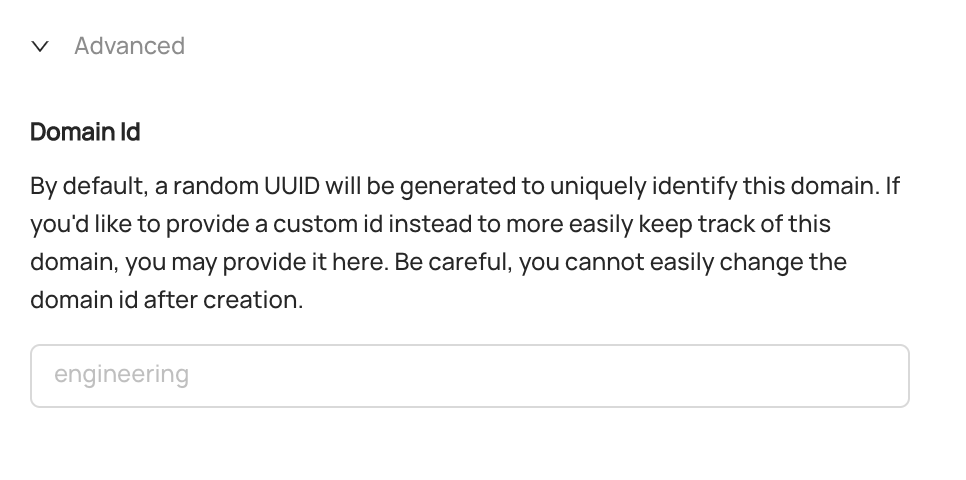 Advanced
Domain Id
By default, a random UUID will be generated to uniquely identify this domain. If
you'd like to provide a custom id instead to more easily keep track of this
domain, you may provide it here. Be careful, you cannot easily change the
domain id after creation.
engineering